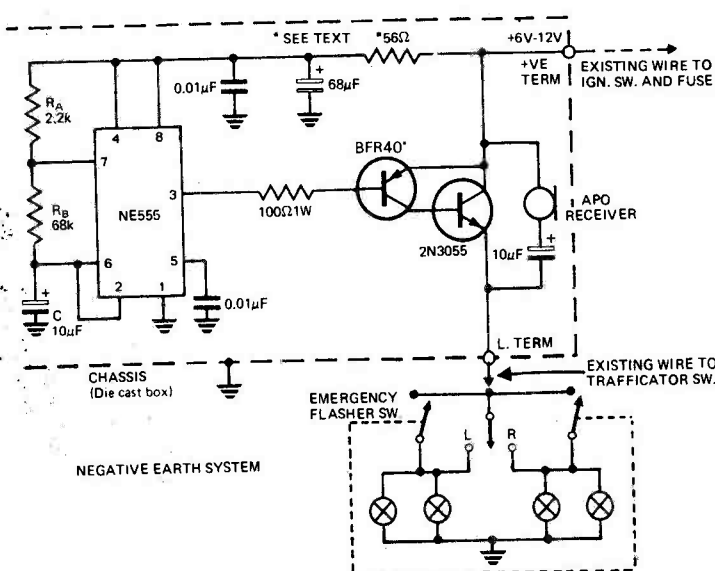 * SEE TEXT
*56Ω
+6V-12V
+VE
TERM
EXISTING WIRE TO
IGN. SW. AND FUSE
RA
2.2k
0.01µF
+
68µF
4
8
BFR40*
7
3
NE555
100Ω1W
APO
RECEIVER
RB
68k
2N3055
+
10µF
6
5
2
1
+
C
10µF
0.01µF
L. TERM
CHASSIS
(Die cast box)
EXISTING WIRE TO
TRAFFICATOR SW.
EMERGENCY
FLASHER SW.
L
R
NEGATIVE EARTH SYSTEM